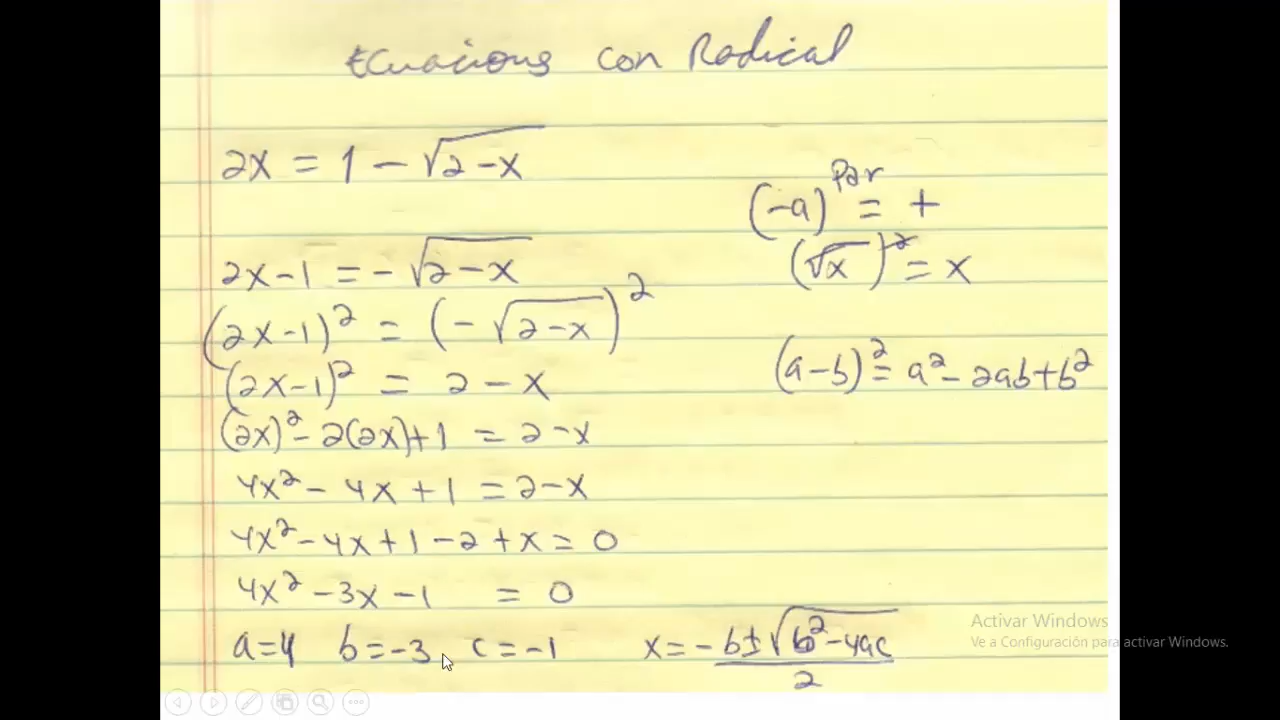 Ecuacions con Radical
2x = 1 - √(2-x)
(-a)^Par = +
2x-1 = -√(2-x)
(√x)^2 = x
(2x-1)^2 = (-√(2-x))^2
(2x-1)^2 = 2-x
(a-b)^2 = a^2 - 2ab + b^2
(2x)^2 - 2(2x)+1 = 2-x
4x^2 - 4x + 1 = 2-x
4x^2 - 4x + 1 - 2 + x = 0
4x^2 - 3x - 1 = 0
a=4 b=-3 c=-1 x = (-b±√(b^2-4ac))/2
Activar Windows
Ve a Configuración para activar Windows.